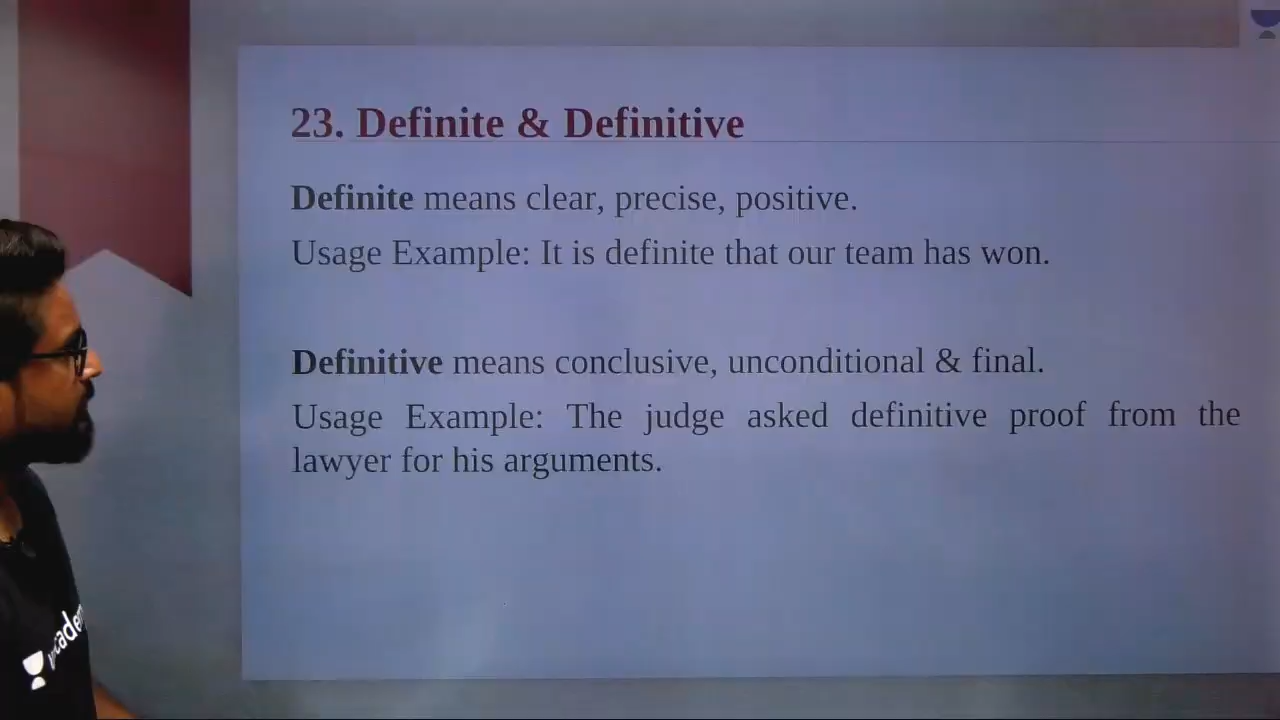 23. Definite & Definitive
Definite means clear, precise, positive.
Usage Example: It is definite that our team has won.
Definitive means conclusive, unconditional & final.
Usage Example: The judge asked definitive proof from the
lawyer for his arguments.